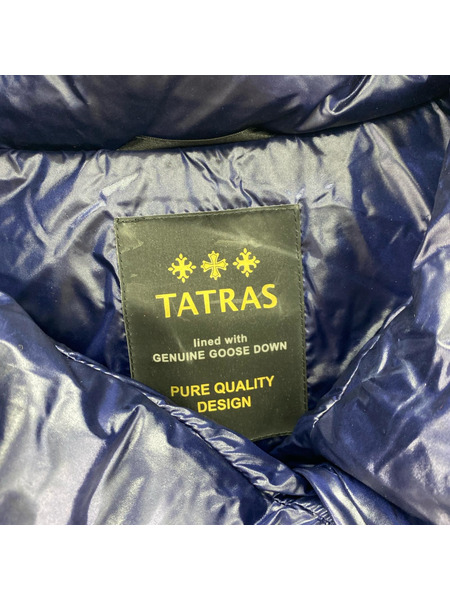 TATRAS
lined with
GENUINE GOOSE DOWN
PURE QUALITY
DESIGN